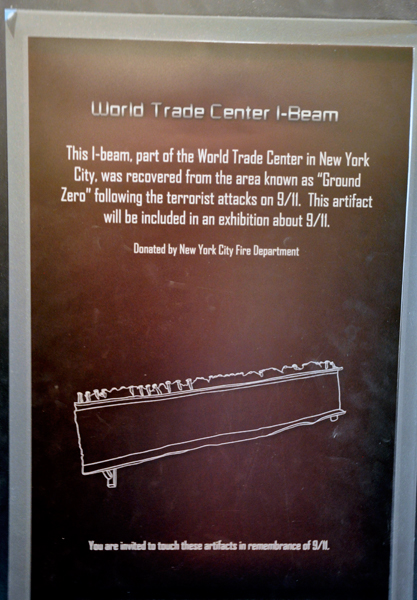 World Trade Center I-Beam
This I-beam, part of the World Trade Center in New York
City, was recovered from the area known as “Ground
Zero” following the terrorist attacks on 9/11. This artifact
will be included in an exhibition about 9/11.
Donated by New York City Fire Department
You are invited to touch these artifacts in remembrance of 9/11.